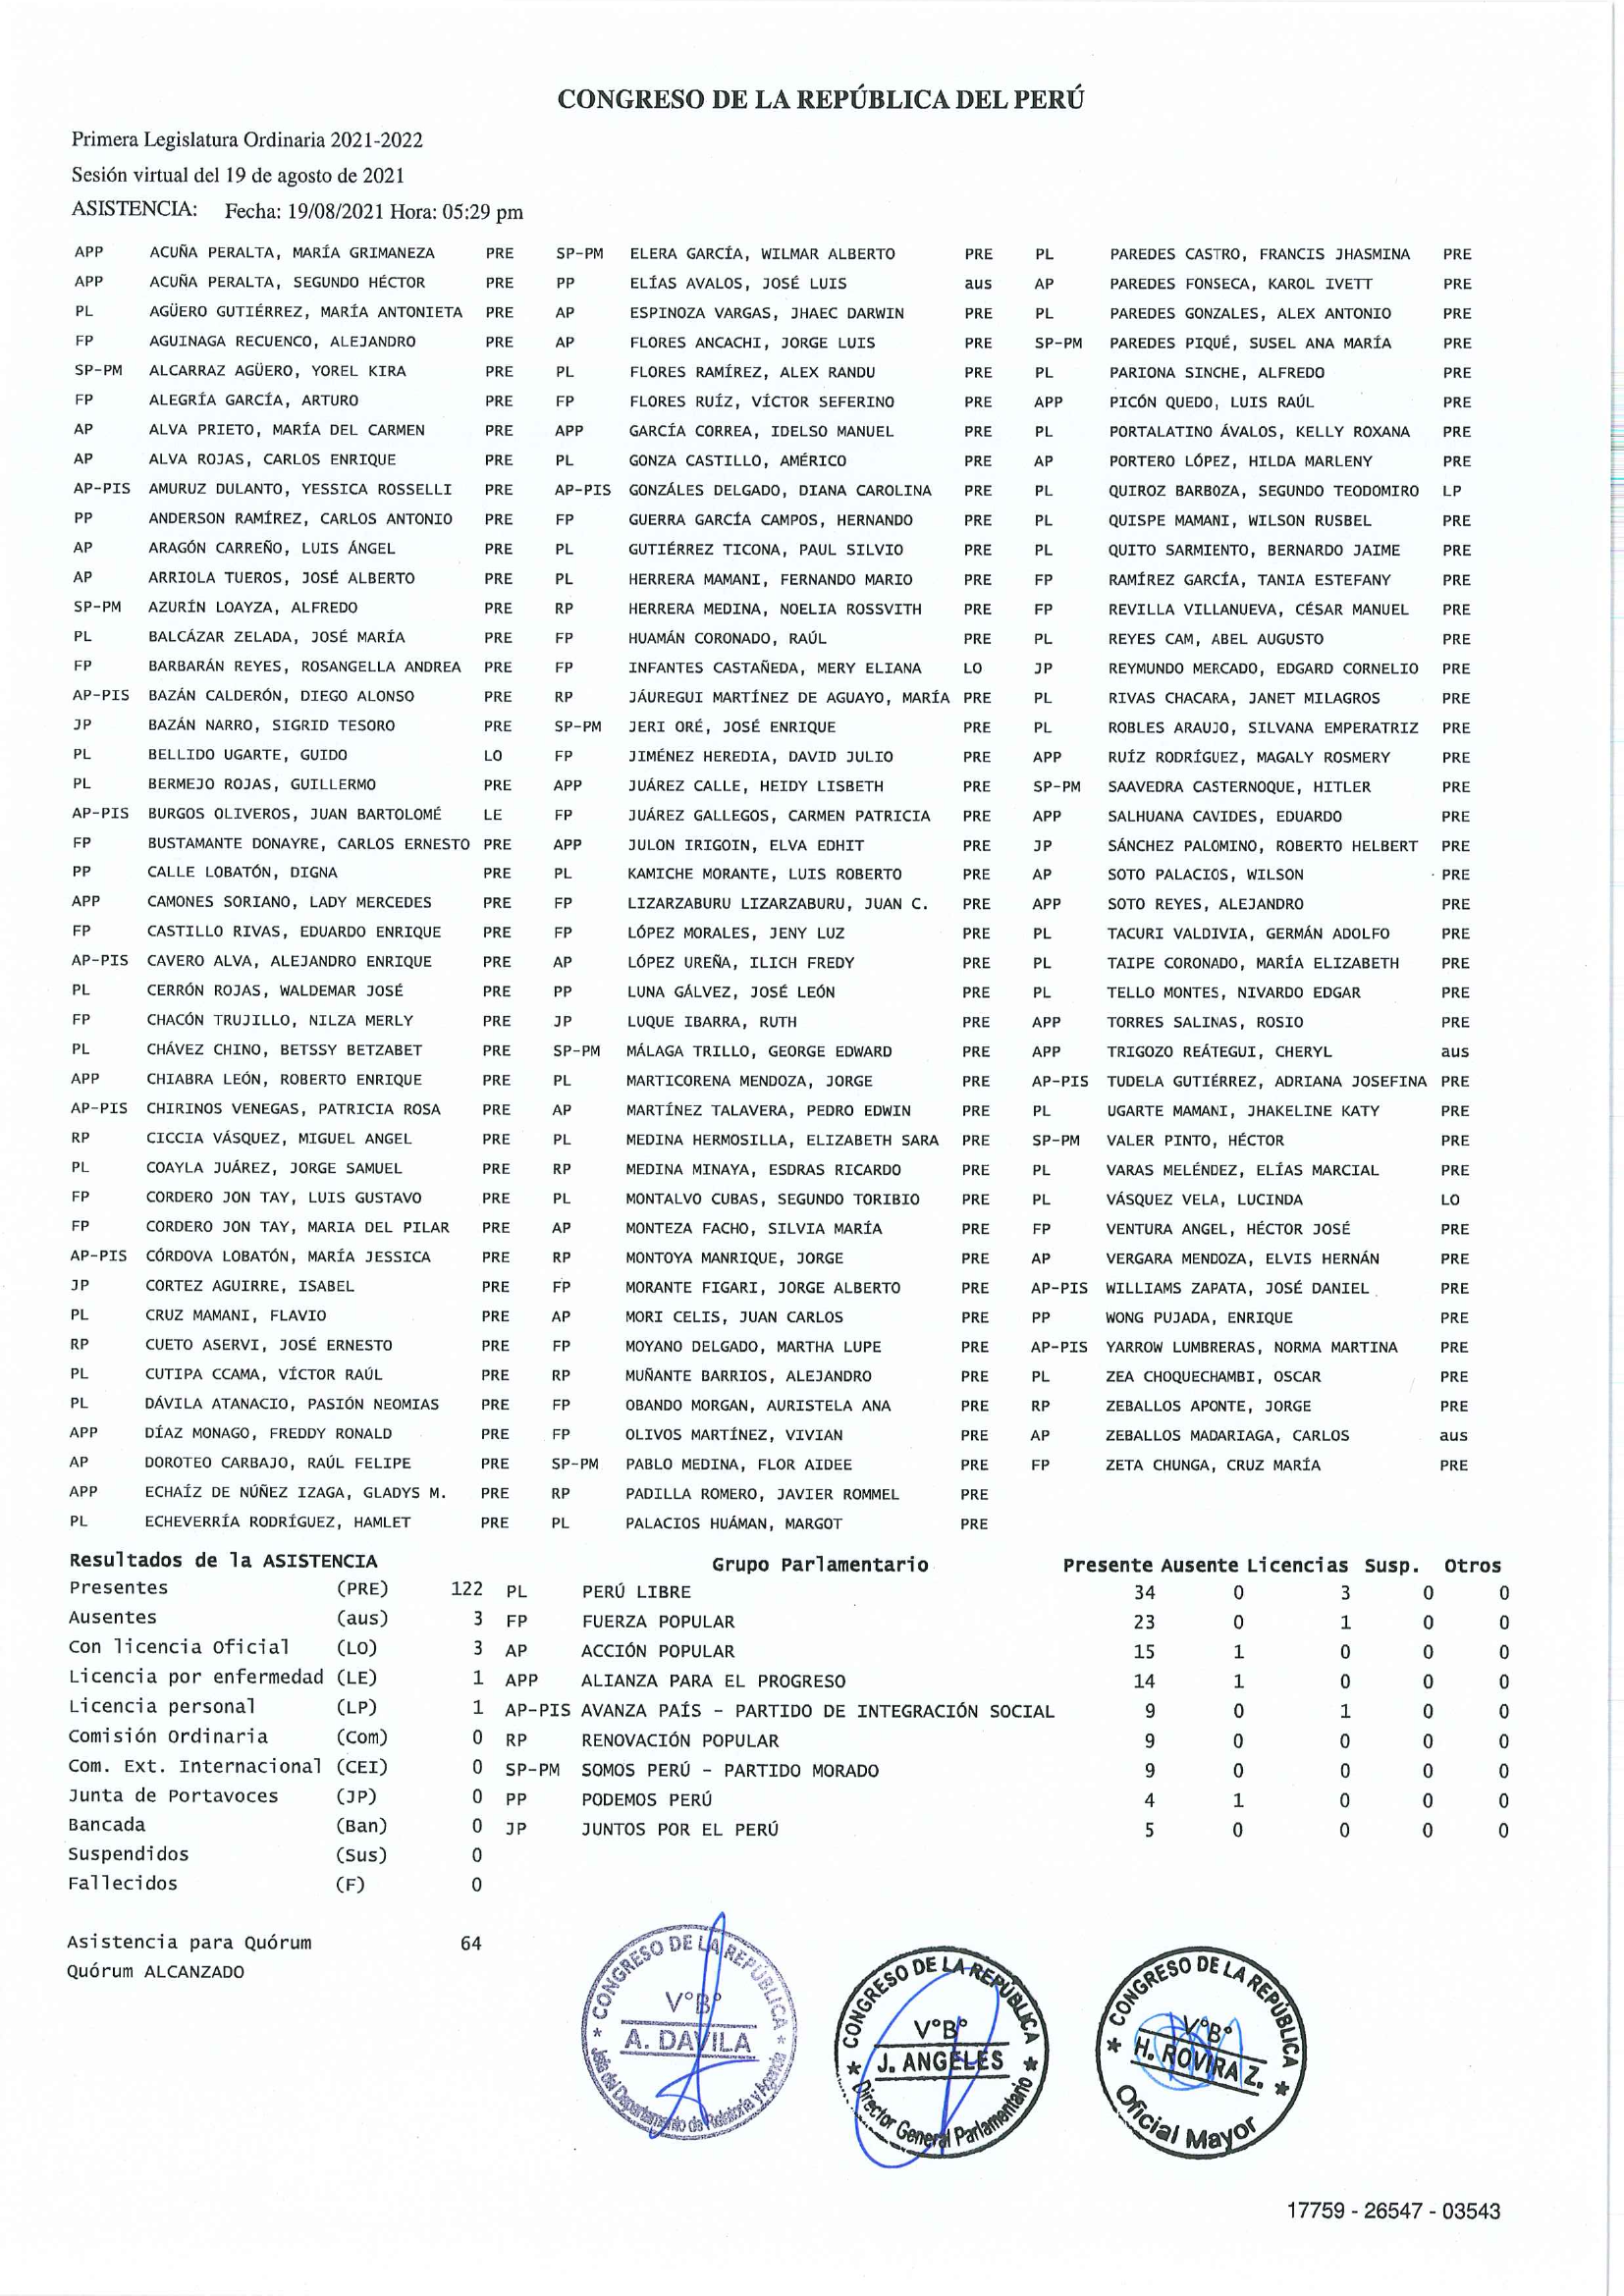 CONGRESO DE LA REPÚBLICA DEL PERÚ
Primera Legislatura Ordinaria 2021-2022
Sesión virtual del 19 de agosto de 2021
ASISTENCIA: Fecha: 19/08/2021 Hora: 05:29 pm
APP ACUÑA PERALTA, MARÍA GRIMANEZA PRE SP-PM ELERA GARCÍA, WILMAR ALBERTO PRE PL PAREDES CASTRO, FRANCIS JHASMINA PRE
APP ACUÑA PERALTA, SEGUNDO HÉCTOR PRE PP ELÍAS AVALOS, JOSÉ LUIS aus AP PAREDES FONSECA, KAROL IVETT PRE
PL AGÜERO GUTIÉRREZ, MARÍA ANTONIETA PRE AP ESPINOZA VARGAS, JHAEC DARWIN PRE PL PAREDES GONZALES, ALEX ANTONIO PRE
FP AGUINAGA RECUENCO, ALEJANDRO PRE AP FLORES ANCACHI, JORGE LUIS PRE SP-PM PAREDES PIQUÉ, SUSEL ANA MARÍA PRE
SP-PM ALCARRAZ AGÜERO, YOREL KIRA PRE PL FLORES RAMÍREZ, ALEX RANDU PRE PL PARIONA SINCHE, ALFREDO PRE
FP ALEGRÍA GARCÍA, ARTURO PRE FP FLORES RUÍZ, VÍCTOR SEFERINO PRE APP PICÓN QUEDO, LUIS RAÚL PRE
AP ALVA PRIETO, MARÍA DEL CARMEN PRE APP GARCÍA CORREA, IDELSO MANUEL PRE PL PORTALATINO ÁVALOS, KELLY ROXANA PRE
AP ALVA ROJAS, CARLOS ENRIQUE PRE PL GONZA CASTILLO, AMÉRICO PRE AP PORTERO LÓPEZ, HILDA MARLENY PRE
AP-PIS AMURUZ DULANTO, YESSICA ROSSELLI PRE AP-PIS GONZÁLES DELGADO, DIANA CAROLINA PRE PL QUIROZ BARBOZA, SEGUNDO TEODOMIRO LP
PP ANDERSON RAMÍREZ, CARLOS ANTONIO PRE FP GUERRA GARCÍA CAMPOS, HERNANDO PRE PL QUISPE MAMANI, WILSON RUSBEL PRE
AP ARAGÓN CARREÑO, LUIS ÁNGEL PRE PL GUTIÉRREZ TICONA, PAUL SILVIO PRE PL QUITO SARMIENTO, BERNARDO JAIME PRE
AP ARRIOLA TUEROS, JOSÉ ALBERTO PRE PL HERRERA MAMANI, FERNANDO MARIO PRE FP RAMÍREZ GARCÍA, TANIA ESTEFANY PRE
SP-PM AZURÍN LOAYZA, ALFREDO PRE RP HERRERA MEDINA, NOELIA ROSSVITH PRE FP REVILLA VILLANUEVA, CÉSAR MANUEL PRE
PL BALCÁZAR ZELADA, JOSÉ MARÍA PRE FP HUAMÁN CORONADO, RAÚL PRE PL REYES CAM, ABEL AUGUSTO PRE
FP BARBARÁN REYES, ROSANGELLA ANDREA PRE FP INFANTES CASTAÑEDA, MERY ELIANA LO JP REYMUNDO MERCADO, EDGARD CORNELIO PRE
AP-PIS BAZÁN CALDERÓN, DIEGO ALONSO PRE RP JÁUREGUI MARTÍNEZ DE AGUAYO, MARÍA PRE PL RIVAS CHACARA, JANET MILAGROS PRE
JP BAZÁN NARRO, SIGRID TESORO PRE SP-PM JERI ORÉ, JOSÉ ENRIQUE PRE PL ROBLES ARAUJO, SILVANA EMPERATRIZ PRE
PL BELLIDO UGARTE, GUIDO LO FP JIMÉNEZ HEREDIA, DAVID JULIO PRE APP RUÍZ RODRÍGUEZ, MAGALY ROSMERY PRE
PL BERMEJO ROJAS, GUILLERMO PRE APP JUÁREZ CALLE, HEIDY LISBETH PRE SP-PM SAAVEDRA CASTERNOQUE, HITLER PRE
AP-PIS BURGOS OLIVEROS, JUAN BARTOLOMÉ LE FP JUÁREZ GALLEGOS, CARMEN PATRICIA PRE APP SALHUANA CAVIDES, EDUARDO PRE
FP BUSTAMANTE DONAYRE, CARLOS ERNESTO PRE APP JULON IRIGOIN, ELVA EDHIT PRE JP SÁNCHEZ PALOMINO, ROBERTO HELBERT PRE
PP CALLE LOBATÓN, DIGNA PRE PL KAMICHE MORANTE, LUIS ROBERTO PRE AP SOTO PALACIOS, WILSON PRE
APP CAMONES SORIANO, LADY MERCEDES PRE FP LIZARZABURU LIZARZABURU, JUAN C. PRE APP SOTO REYES, ALEJANDRO PRE
FP CASTILLO RIVAS, EDUARDO ENRIQUE PRE FP LÓPEZ MORALES, JENY LUZ PRE PL TACURI VALDIVIA, GERMÁN ADOLFO PRE
AP-PIS CAVERO ALVA, ALEJANDRO ENRIQUE PRE AP LÓPEZ UREÑA, ILICH FREDY PRE PL TAIPE CORONADO, MARÍA ELIZABETH PRE
PL CERRÓN ROJAS, WALDEMAR JOSÉ PRE PP LUNA GÁLVEZ, JOSÉ LEÓN PRE PL TELLO MONTES, NIVARDO EDGAR PRE
FP CHACÓN TRUJILLO, NILZA MERLY PRE JP LUQUE IBARRA, RUTH PRE APP TORRES SALINAS, ROSIO PRE
PL CHÁVEZ CHINO, BETSSY BETZABET PRE SP-PM MÁLAGA TRILLO, GEORGE EDWARD PRE APP TRIGOZO REÁTEGUI, CHERYL aus
APP CHIABRA LEÓN, ROBERTO ENRIQUE PRE PL MARTICORENA MENDOZA, JORGE PRE AP-PIS TUDELA GUTIÉRREZ, ADRIANA JOSEFINA PRE
AP-PIS CHIRINOS VENEGAS, PATRICIA ROSA PRE AP MARTÍNEZ TALAVERA, PEDRO EDWIN PRE PL UGARTE MAMANI, JHAKELINE KATY PRE
RP CICCIA VÁSQUEZ, MIGUEL ANGEL PRE PL MEDINA HERMOSILLA, ELIZABETH SARA PRE SP-PM VALER PINTO, HÉCTOR PRE
PL COAYLA JUÁREZ, JORGE SAMUEL PRE RP MEDINA MINAYA, ESDRAS RICARDO PRE PL VARAS MELÉNDEZ, ELÍAS MARCIAL PRE
FP CORDERO JON TAY, LUIS GUSTAVO PRE PL MONTALVO CUBAS, SEGUNDO TORIBIO PRE PL VÁSQUEZ VELA, LUCINDA LO
FP CORDERO JON TAY, MARIA DEL PILAR PRE AP MONTEZA FACHO, SILVIA MARÍA PRE FP VENTURA ANGEL, HÉCTOR JOSÉ PRE
AP-PIS CÓRDOVA LOBATÓN, MARÍA JESSICA PRE RP MONTOYA MANRIQUE, JORGE PRE AP VERGARA MENDOZA, ELVIS HERNÁN PRE
JP CORTEZ AGUIRRE, ISABEL PRE FP MORANTE FIGARI, JORGE ALBERTO PRE AP-PIS WILLIAMS ZAPATA, JOSÉ DANIEL PRE
PL CRUZ MAMANI, FLAVIO PRE AP MORI CELIS, JUAN CARLOS PRE PP WONG PUJADA, ENRIQUE PRE
RP CUETO ASERVI, JOSÉ ERNESTO PRE FP MOYANO DELGADO, MARTHA LUPE PRE AP-PIS YARROW LUMBRERAS, NORMA MARTINA PRE
PL CUTIPA CCAMA, VÍCTOR RAÚL PRE RP MUÑANTE BARRIOS, ALEJANDRO PRE PL ZEA CHOQUECHAMBI, OSCAR PRE
PL DÁVILA ATANACIO, PASIÓN NEOMIAS PRE FP OBANDO MORGAN, AURISTELA ANA PRE RP ZEBALLOS APONTE, JORGE PRE
APP DÍAZ MONAGO, FREDDY RONALD PRE FP OLIVOS MARTÍNEZ, VIVIAN PRE AP ZEBALLOS MADARIAGA, CARLOS aus
AP DOROTEO CARBAJO, RAÚL FELIPE PRE SP-PM PABLO MEDINA, FLOR AIDEE PRE FP ZETA CHUNGA, CRUZ MARÍA PRE
APP ECHAÍZ DE NÚÑEZ IZAGA, GLADYS M. PRE RP PADILLA ROMERO, JAVIER ROMMEL PRE
PL ECHEVERRÍA RODRÍGUEZ, HAMLET PRE PL PALACIOS HUÁMAN, MARGOT PRE
Resultados de la ASISTENCIA Grupo Parlamentario Presente Ausente Licencias Susp. Otros
Presentes (PRE) 122 PL PERÚ LIBRE 34 0 3 0 0
Ausentes (aus) 3 FP FUERZA POPULAR 23 0 1 0 0
Con licencia Oficial (LO) 3 AP ACCIÓN POPULAR 15 1 0 0 0
Licencia por enfermedad (LE) 1 APP ALIANZA PARA EL PROGRESO 14 1 0 0 0
Licencia personal (LP) 1 AP-PIS AVANZA PAÍS - PARTIDO DE INTEGRACIÓN SOCIAL 9 0 1 0 0
Comisión Ordinaria (Com) 0 RP RENOVACIÓN POPULAR 9 0 0 0 0
Com. Ext. Internacional (CEI) 0 SP-PM SOMOS PERÚ - PARTIDO MORADO 9 0 0 0 0
Junta de Portavoces (JP) 0 PP PODEMOS PERÚ 4 1 0 0 0
Bancada (Ban) 0 JP JUNTOS POR EL PERÚ 5 0 0 0 0
Suspendidos (Sus) 0
Fallecidos (F) 0
Asistencia para Quórum 64
Quórum ALCANZADO
CONGRESO DE LA REPÚBLICA
V°B°
A. DAVILA
Jefe del Departamento de Relatoría y Agenda
CONGRESO DE LA REPÚBLICA
V°B°
J. ANGELES
Director General Parlamentario
CONGRESO DE LA REPÚBLICA
V°B°
H. ROVIRA Z.
Oficial Mayor
17759 - 26547 - 03543